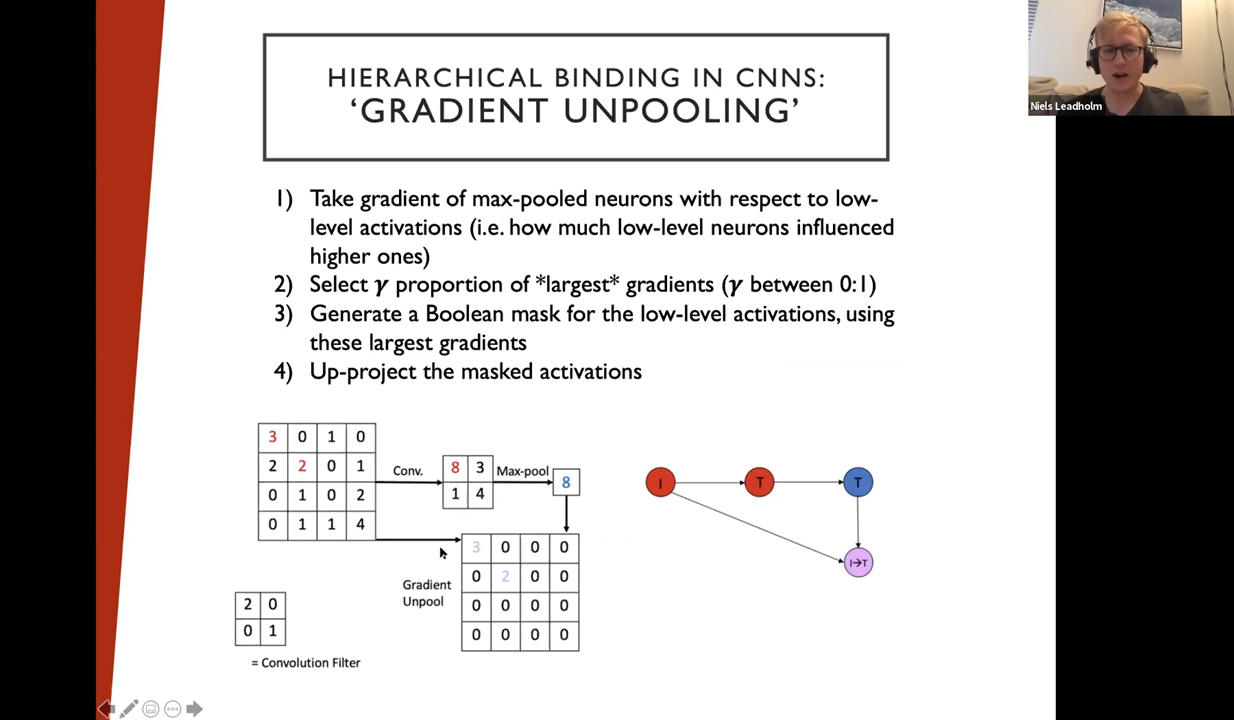 HIERARCHICAL BINDING IN CNNS:
‘GRADIENT UNPOOLING’
Niels Leadholm
1) Take gradient of max-pooled neurons with respect to low-
level activations (i.e. how much low-level neurons influenced
higher ones)
2) Select γ proportion of *largest* gradients (γ between 0:1)
3) Generate a Boolean mask for the low-level activations, using
these largest gradients
4) Up-project the masked activations
3 0 1 0
2 2 0 1
0 1 0 2
0 1 1 4
Conv.
8 3
1 4
Max-pool
8
I
T
T
I→T
Gradient
Unpool
3 0 0 0
0 2 0 0
0 0 0 0
0 0 0 0
2 0
0 1
= Convolution Filter